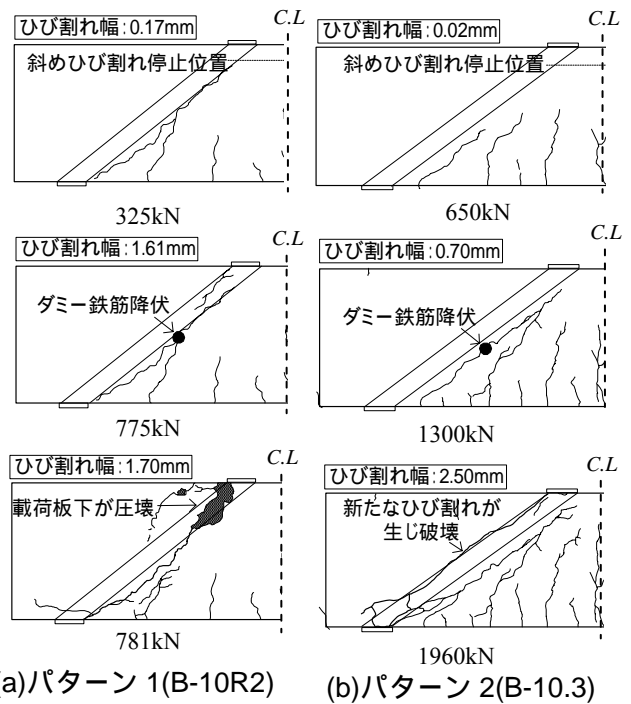 ひび割れ幅:0.17mm
C.L
斜めひび割れ停止位置
325kN
ひび割れ幅:1.61mm
C.L
ダミー鉄筋降伏
775kN
ひび割れ幅:1.70mm
C.L
載荷板下が圧壊
781kN
(a)パターン 1(B-10R2)
ひび割れ幅:0.02mm
C.L
斜めひび割れ停止位置
650kN
ひび割れ幅:0.70mm
C.L
ダミー鉄筋降伏
1300kN
ひび割れ幅:2.50mm
C.L
新たなひび割れが
生じ破壊
1960kN
(b)パターン 2(B-10.3)